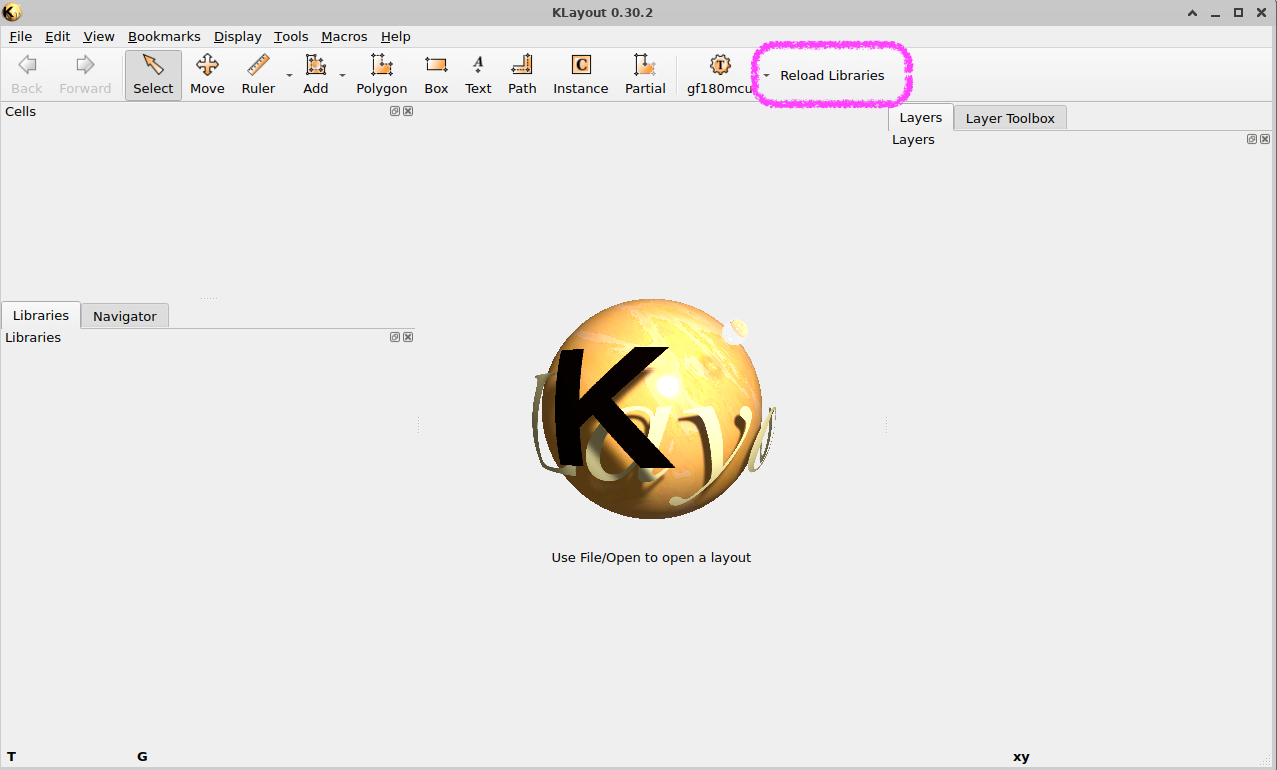 KLayout 0.30.2
File Edit View Bookmarks Display Tools Macros Help
Back Forward Select Move Ruler Add Polygon Box Text Path Instance Partial gf180mcu Reload Libraries
Cells
Layers Layer Toolbox
Layers
Libraries Navigator
Libraries
K
Layo
Use File/Open to open a layout
T G xy